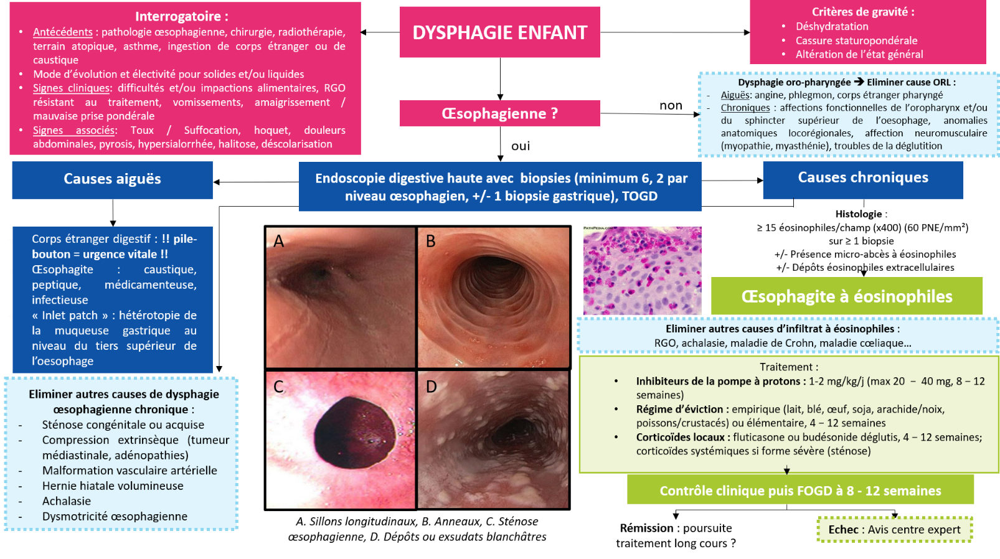 DYSPHAGIE ENFANT
Interrogatoire :
• Antécédents : pathologie œsophagienne, chirurgie, radiothérapie,
terrain atopique, asthme, ingestion de corps étranger ou de
caustique
• Mode d’évolution et électivité pour solides et/ou liquides
• Signes cliniques: difficultés et/ou impactions alimentaires, RGO
résistant au traitement, vomissements, amaigrissement /
mauvaise prise pondérale
• Signes associés: Toux / Suffocation, hoquet, douleurs
abdominales, pyrosis, hypersialorrhée, halitose, déscolarisation
Critères de gravité :
• Déshydratation
• Cassure staturopondérale
• Altération de l’état général
Œsophagienne ?
non
oui
Dysphagie oro-pharyngée ➔ Eliminer cause ORL :
- Aiguës: angine, phlegmon, corps étranger pharyngé
- Chroniques : affections fonctionnelles de l’oropharynx et/ou
du sphincter supérieur de l’oesophage, anomalies
anatomiques locorégionales, affection neuromusculaire
(myopathie, myasthénie), troubles de la déglutition
Endoscopie digestive haute avec biopsies (minimum 6, 2 par
niveau œsophagien, +/- 1 biopsie gastrique), TOGD
Causes aiguës
Corps étranger digestif : !! pile-
bouton = urgence vitale !!
Œsophagite : caustique,
peptique, médicamenteuse,
infectieuse
« Inlet patch » : hétérotopie de
la muqueuse gastrique au
niveau du tiers supérieur de
l’oesophage
Eliminer autres causes de dysphagie
œsophagienne chronique :
- Sténose congénitale ou acquise
- Compression extrinsèque (tumeur
médiastinale, adénopathies)
- Malformation vasculaire artérielle
- Hernie hiatale volumineuse
- Achalasie
- Dysmotricité œsophagienne
A
B
C
D
A. Sillons longitudinaux, B. Anneaux, C. Sténose
œsophagienne, D. Dépôts ou exsudats blanchâtres
PATHPEDIA.COM
Causes chroniques
Histologie :
≥ 15 éosinophiles/champ (x400) (60 PNE/mm²)
sur ≥ 1 biopsie
+/- Présence micro-abcès à éosinophiles
+/- Dépôts éosinophiles extracellulaires
Œsophagite à éosinophiles
Eliminer autres causes d’infiltrat à éosinophiles :
RGO, achalasie, maladie de Crohn, maladie cœliaque...
Traitement :
• Inhibiteurs de la pompe à protons : 1-2 mg/kg/j (max 20 – 40 mg, 8 – 12
semaines)
• Régime d’éviction : empirique (lait, blé, œuf, soja, arachide/noix,
poissons/crustacés) ou élémentaire, 4 – 12 semaines
• Corticoïdes locaux : fluticasone ou budésonide déglutis, 4 – 12 semaines;
corticoïdes systémiques si forme sévère (sténose)
Contrôle clinique puis FOGD à 8 - 12 semaines
Rémission : poursuite
traitement long cours ?
Echec : Avis centre expert